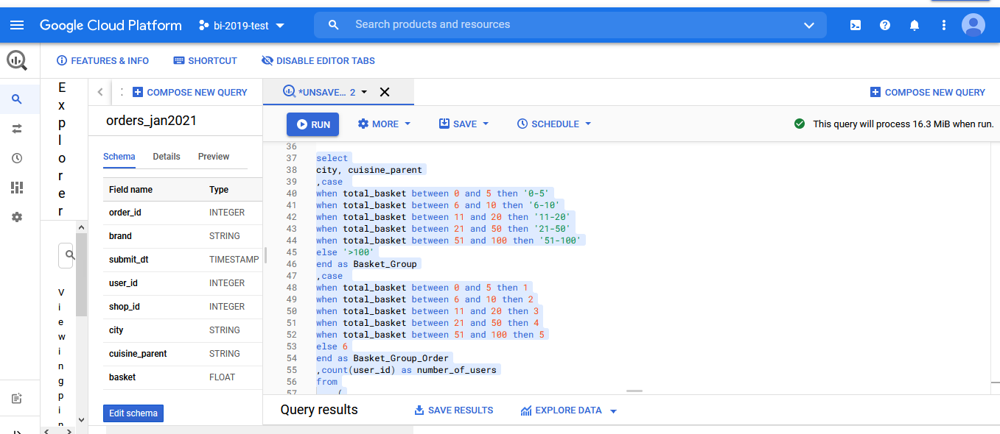 Google Cloud Platform
bi-2019-test
Search products and resources
FEATURES & INFO
SHORTCUT
DISABLE EDITOR TABS
Explorer
Viewing pin
COMPOSE NEW QUERY
*UNSAVE... 2
COMPOSE NEW QUERY
orders_jan2021
RUN
MORE
SAVE
SCHEDULE
This query will process 16.3 MiB when run.
Schema
Details
Preview
Field name Type
order_id INTEGER
brand STRING
submit_dt TIMESTAMP
user_id INTEGER
shop_id INTEGER
city STRING
cuisine_parent STRING
basket FLOAT
Edit schema
36
37 select
38 city, cuisine_parent
39 ,case
40 when total_basket between 0 and 5 then '0-5'
41 when total_basket between 6 and 10 then '6-10'
42 when total_basket between 11 and 20 then '11-20'
43 when total_basket between 21 and 50 then '21-50'
44 when total_basket between 51 and 100 then '51-100'
45 else '>100'
46 end as Basket_Group
47 ,case
48 when total_basket between 0 and 5 then 1
49 when total_basket between 6 and 10 then 2
50 when total_basket between 11 and 20 then 3
51 when total_basket between 21 and 50 then 4
52 when total_basket between 51 and 100 then 5
53 else 6
54 end as Basket_Group_Order
55 ,count(user_id) as number_of_users
56 from
57 (
Query results
SAVE RESULTS
EXPLORE DATA